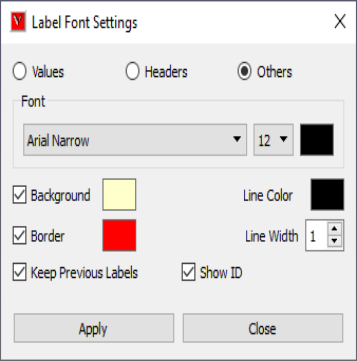 V Label Font Settings X
Values Headers Others
Font
Arial Narrow 12
Background Line Color
Border Line Width 1
Keep Previous Labels Show ID
Apply Close